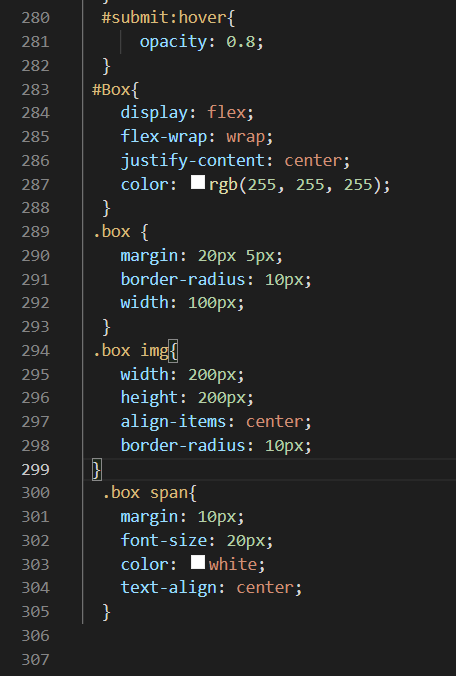 280 #submit:hover{
281 opacity: 0.8;
282 }
283 #Box{
284 display: flex;
285 flex-wrap: wrap;
286 justify-content: center;
287 color: rgb(255, 255, 255);
288 }
289 .box {
290 margin: 20px 5px;
291 border-radius: 10px;
292 width: 100px;
293 }
294 .box img{
295 width: 200px;
296 height: 200px;
297 align-items: center;
298 border-radius: 10px;
299 }
300 .box span{
301 margin: 10px;
302 font-size: 20px;
303 color: white;
304 text-align: center;
305 }
306
307